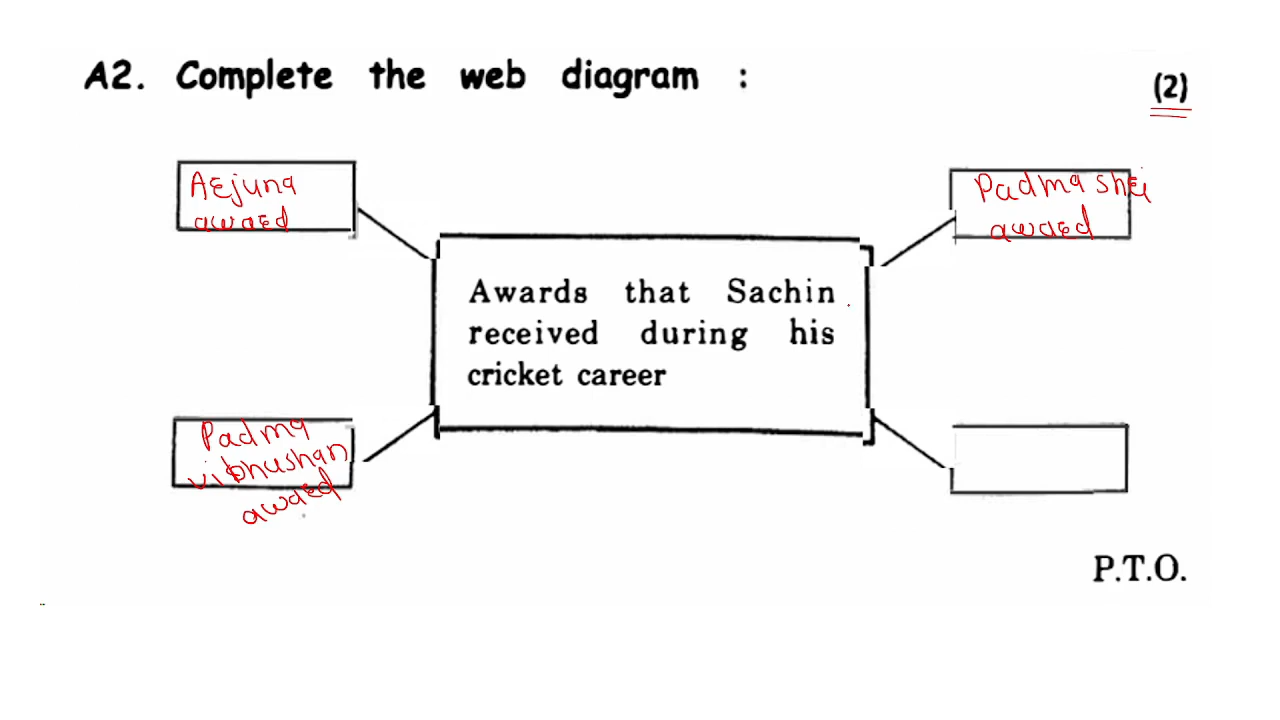 A2. Complete the web diagram :
(2)
Arjuna
award
Padma shri
award
Awards that Sachin
received during his
cricket career
Padma
vibhushan
award
P.T.O.